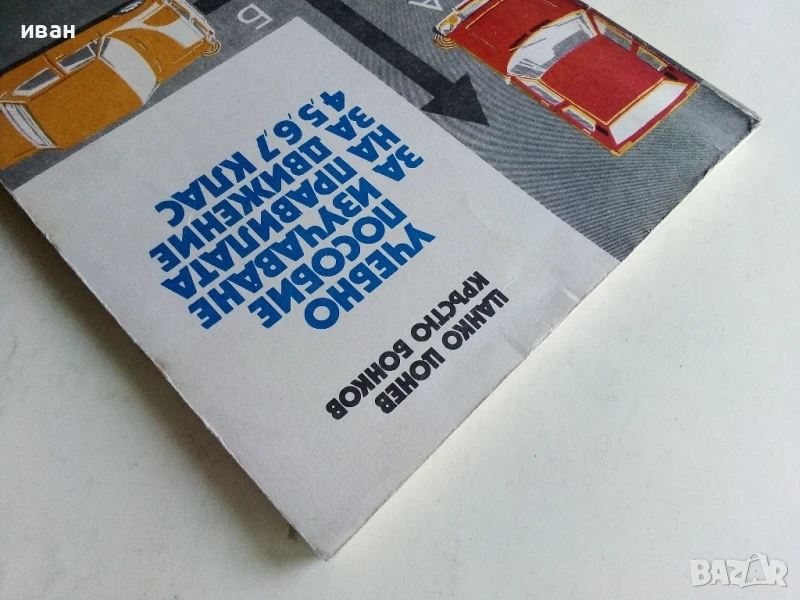 иван
ЦАНКО ЦОНЕВ
КРЪСТЮ БОНКОВ
УЧЕБНО
ПОСОБИЕ
ЗА ИЗУЧАВАНЕ
НА ПРАВИЛАТА
ЗА ДВИЖЕНИЕ
4,5,6,7 КЛАС
А
Б
BAZAR